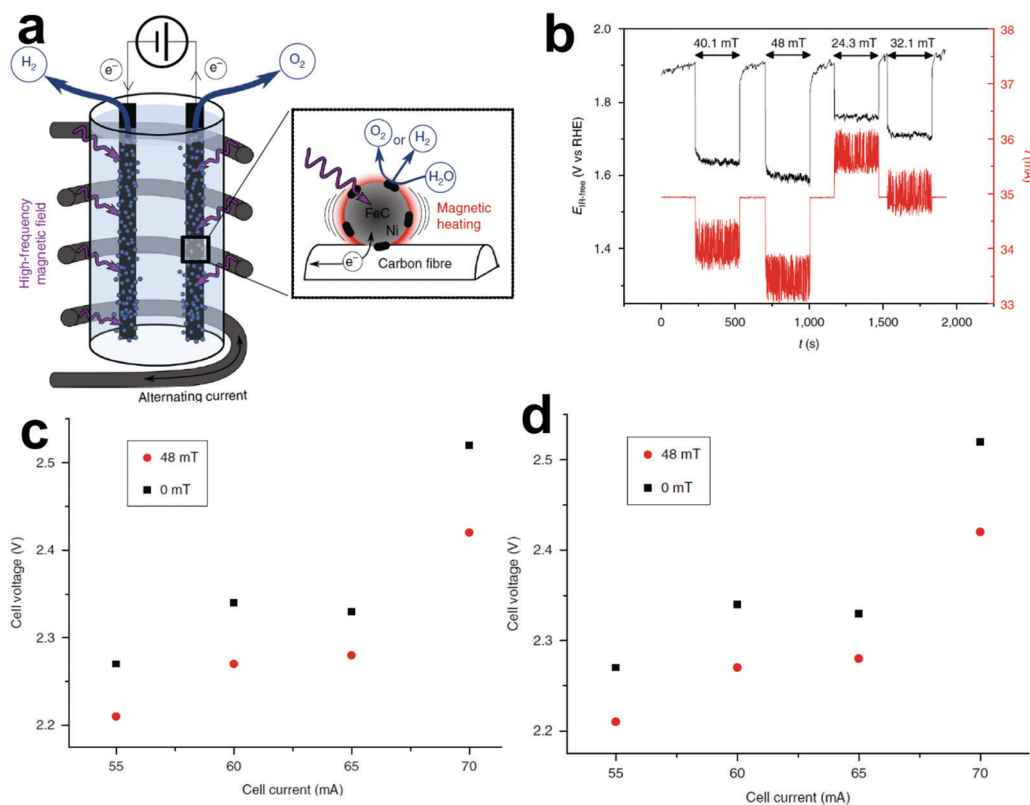 a
H₂
O₂
e⁻
e⁻
High-frequency
magnetic field
O₂
or
H₂
H₂O
FeC
Ni
Magnetic
heating
e⁻
Carbon fibre
Alternating current
b
40.1 mT
48 mT
24.3 mT
32.1 mT
2.0
1.8
1.6
1.4
E_IR-free (V vs RHE)
0
500
1,000
1,500
2,000
t (s)
38
37
36
35
34
33
I (mA)
c
48 mT
0 mT
2.5
2.4
2.3
2.2
Cell voltage (V)
55
60
65
70
Cell current (mA)
d
48 mT
0 mT
2.5
2.4
2.3
2.2
Cell voltage (V)
55
60
65
70
Cell current (mA)